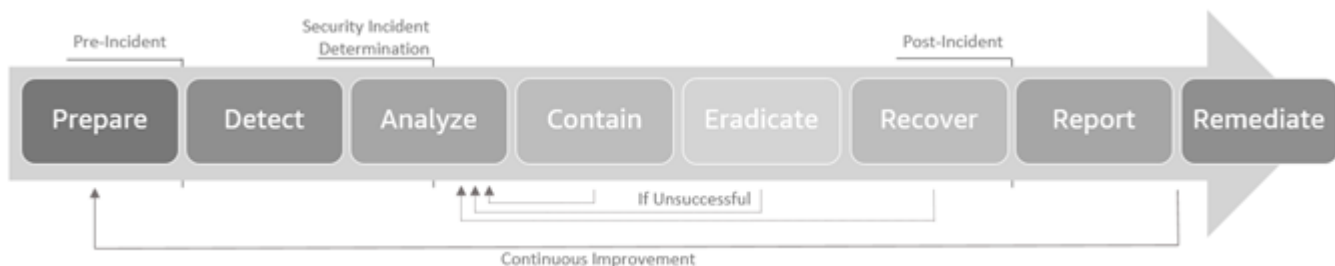 Pre-Incident
Security Incident
Determination
Post-Incident
Prepare
Detect
Analyze
Contain
Eradicate
Recover
Report
Remediate
If Unsuccessful
Continuous Improvement